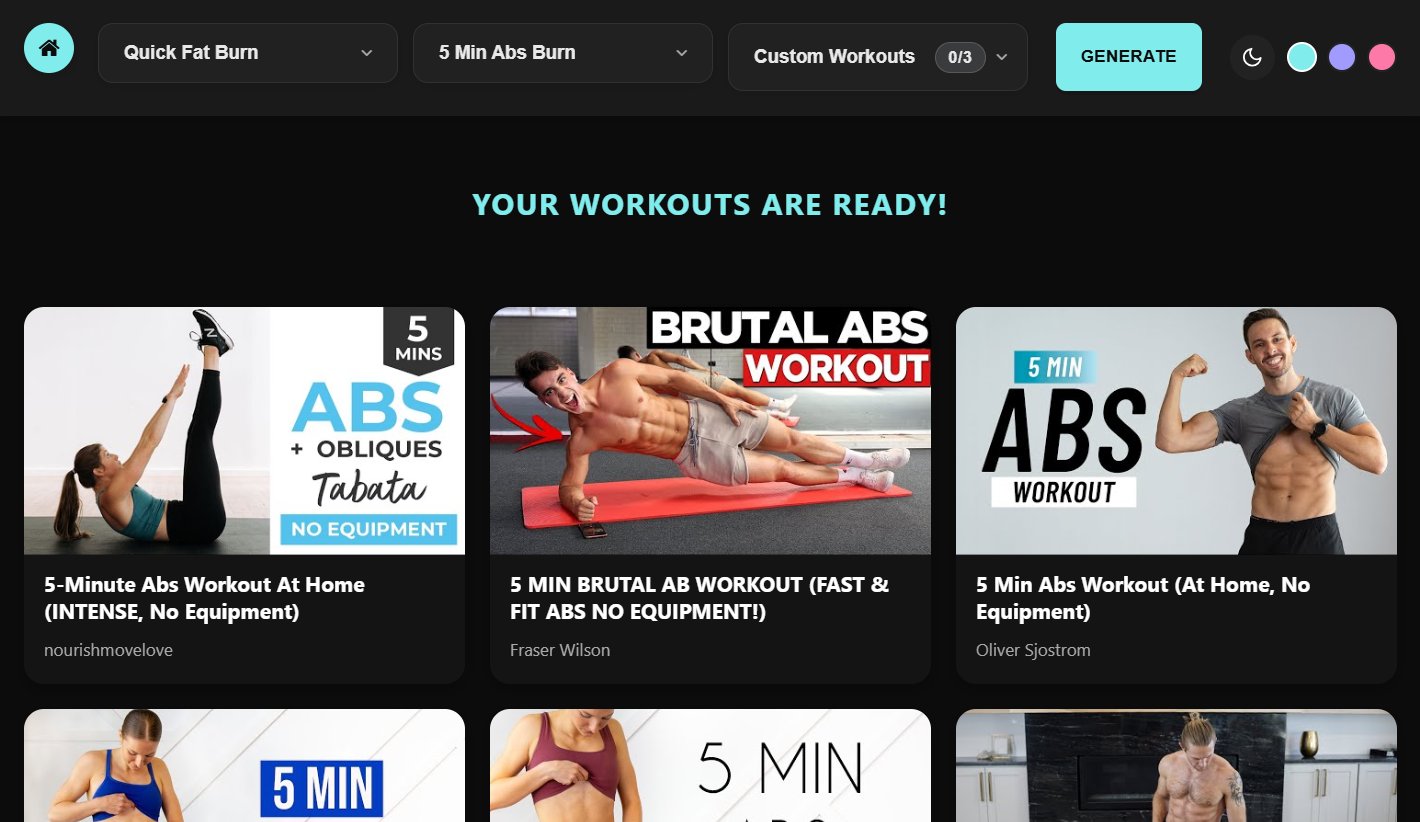 Quick Fat Burn
5 Min Abs Burn
Custom Workouts 0/3
GENERATE
YOUR WORKOUTS ARE READY!
5
MINS
ABS
+ OBLIQUES
Tabata
NO EQUIPMENT
BRUTAL ABS
WORKOUT
5 MIN
ABS
WORKOUT
5-Minute Abs Workout At Home
(INTENSE, No Equipment)
nourishmovelove
5 MIN BRUTAL AB WORKOUT (FAST &
FIT ABS NO EQUIPMENT!)
Fraser Wilson
5 Min Abs Workout (At Home, No
Equipment)
Oliver Sjostrom
5 MIN
5 MIN